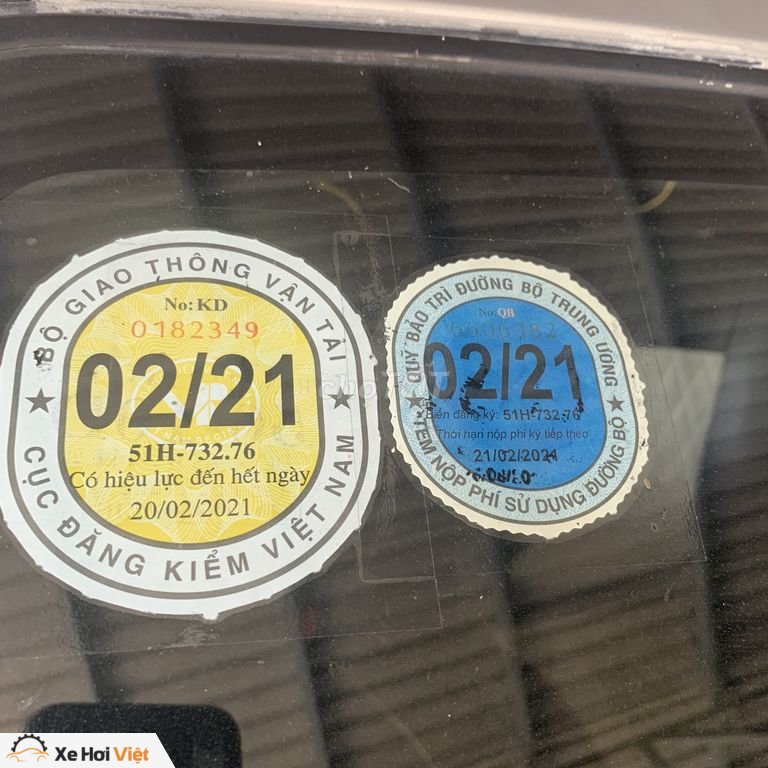 BỘ GIAO THÔNG VẬN TẢI
No: KD
0182349
02/21
51H-732.76
Có hiệu lực đến hết ngày
20/02/2021
CỤC ĐĂNG KIỂM VIỆT NAM
QUỸ BẢO TRÌ ĐƯỜNG BỘ TRUNG ƯƠNG
No: QB
6606182
02/21
Biển đăng ký: 51H-732.76
Thời hạn nộp phí kỳ tiếp theo
21/02/2021
TEM NỘP PHÍ SỬ DỤNG ĐƯỜNG BỘ
Xe Hơi Việt